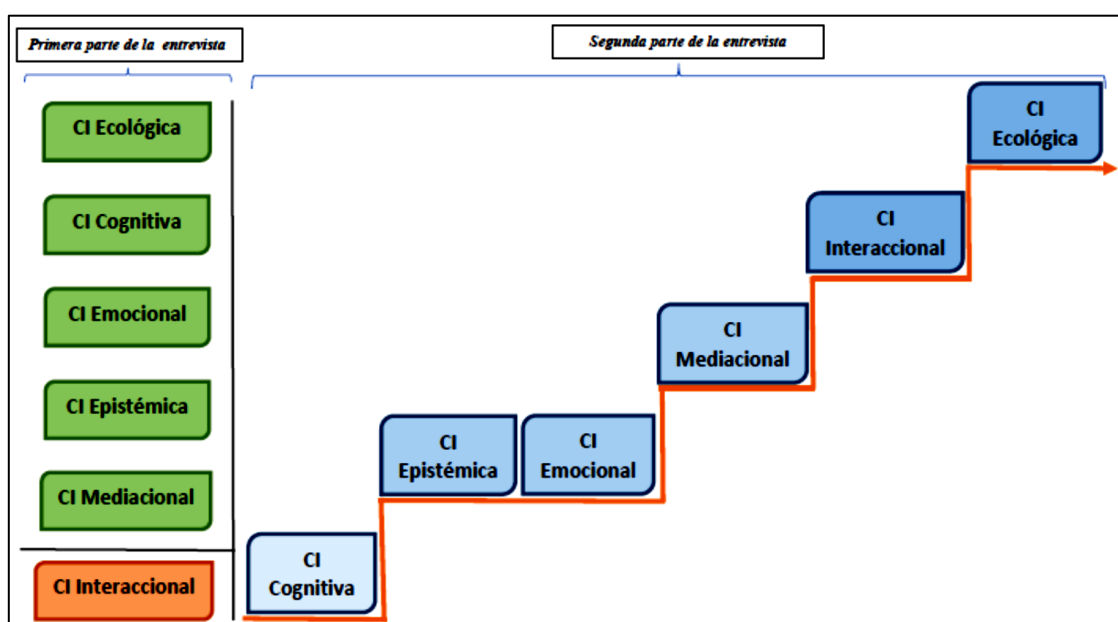 Primera parte de la entrevista
Segunda parte de la entrevista
CI Ecológica
CI Cognitiva
CI Emocional
CI Epistémica
CI Mediacional
CI Interaccional
CI
Cognitiva
CI
Epistémica
CI
Emocional
CI
Mediacional
CI
Interaccional
CI
Ecológica